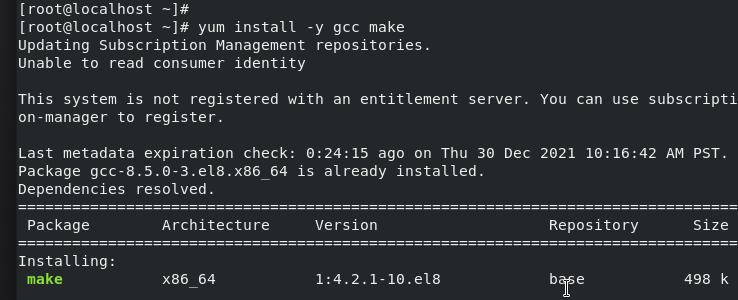 [root@localhost ~]#
[root@localhost ~]# yum install -y gcc make
Updating Subscription Management repositories.
Unable to read consumer identity
This system is not registered with an entitlement server. You can use subscripti
on-manager to register.
Last metadata expiration check: 0:24:15 ago on Thu 30 Dec 2021 10:16:42 AM PST.
Package gcc-8.5.0-3.el8.x86_64 is already installed.
Dependencies resolved.
================================================================================
Package Architecture Version Repository Size
================================================================================
Installing:
make x86_64 1:4.2.1-10.el8 base 498 k